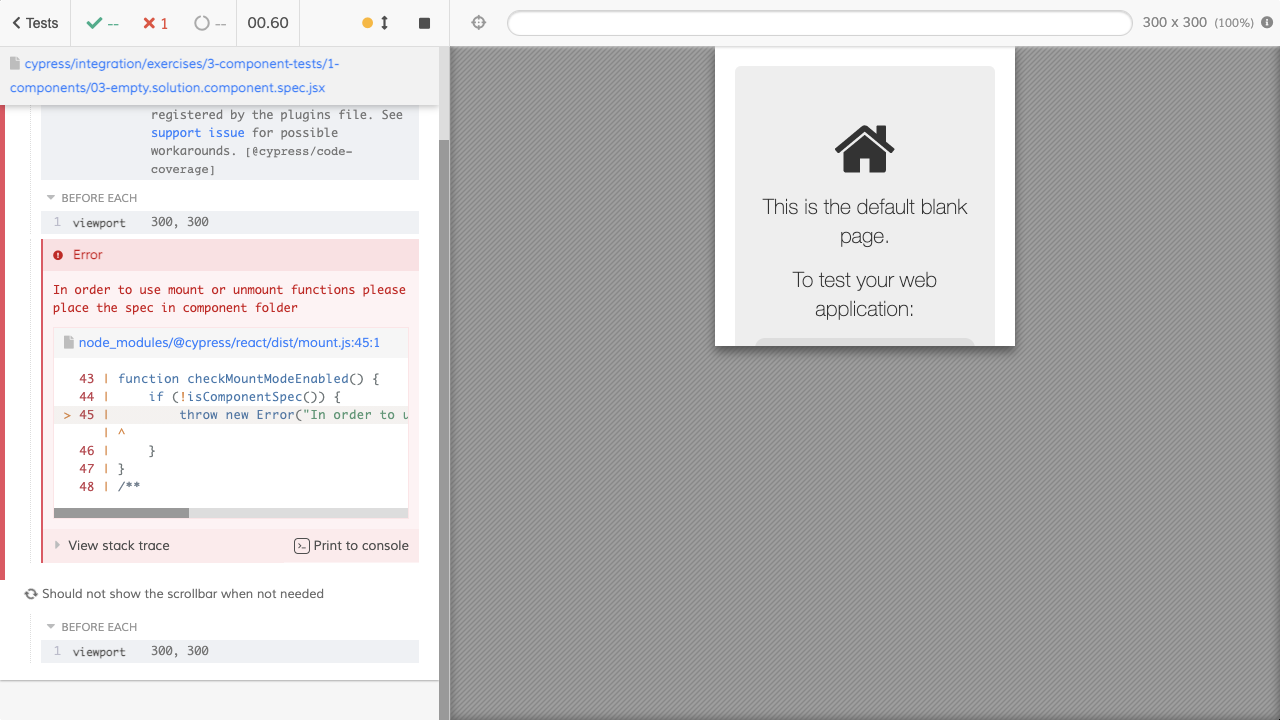 Tests
--
1
--
00.60
300 x 300 (100%)
cypress/integration/exercises/3-component-tests/1-
components/03-empty.solution.component.spec.jsx
registered by the plugins file. See
support issue for possible
workarounds. [@cypress/code-
coverage]
BEFORE EACH
1 viewport 300, 300
Error
In order to use mount or unmount functions please
place the spec in component folder
node_modules/@cypress/react/dist/mount.js:45:1
43 | function checkMountModeEnabled() {
44 |     if (!isComponentSpec()) {
> 45 |         throw new Error("In order to u
| ^
46 |     }
47 | }
48 | /**
View stack trace
Print to console
Should not show the scrollbar when not needed
BEFORE EACH
1 viewport 300, 300
This is the default blank
page.
To test your web
application: